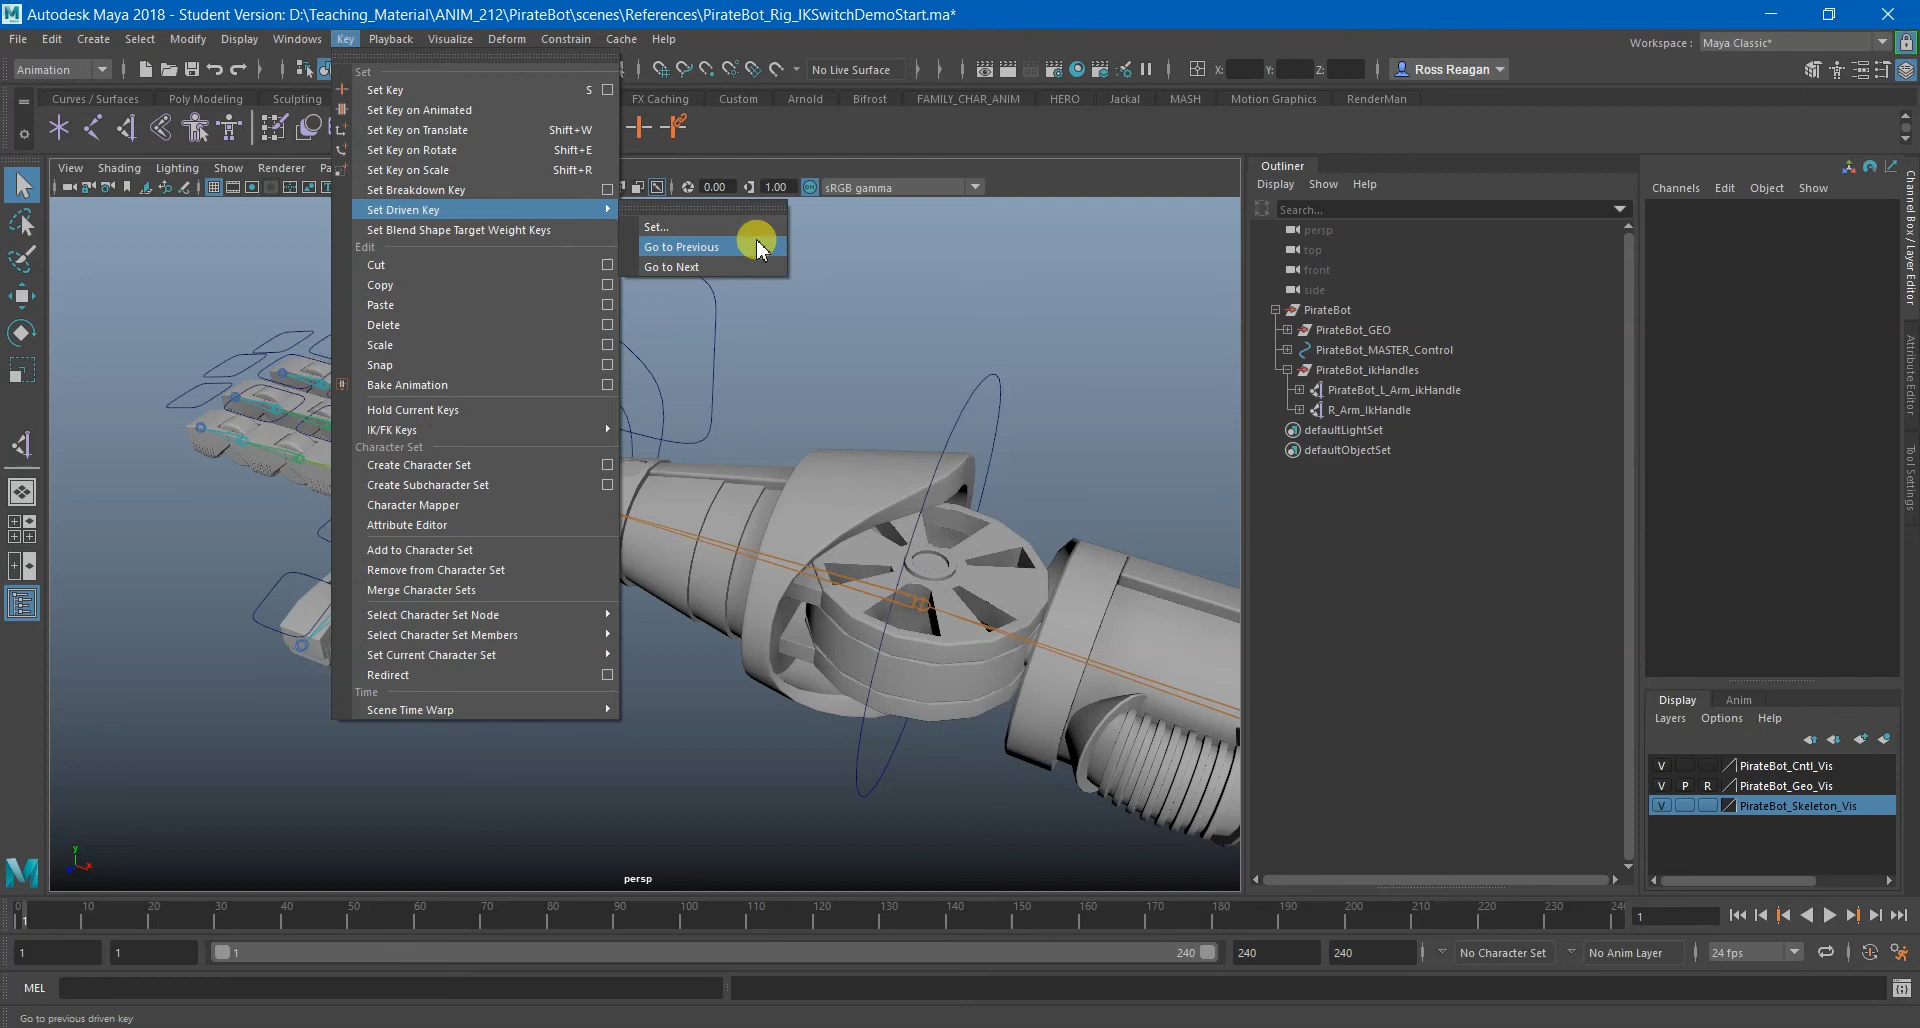 Autodesk Maya 2018 - Student Version: D:\Teaching_Material\ANIM_212\PirateBot\scenes\References\PirateBot_Rig_IKSwitchDemoStart.ma*
File Edit Create Select Modify Display Windows Key Playback Visualize Deform Constrain Cache Help
Workspace : Maya Classic*
Animation
No Live Surface
X: Y: Z:
Ross Reagan
Curves / Surfaces Poly Modeling Sculpting
FX Caching Custom Arnold Bifrost FAMILY_CHAR_ANIM HERO Jackal MASH Motion Graphics RenderMan
View Shading Lighting Show Renderer
0.00 1.00 sRGB gamma
Set
Set Key S
Set Key on Animated
Set Key on Translate Shift+W
Set Key on Rotate Shift+E
Set Key on Scale Shift+R
Set Breakdown Key
Set Driven Key
Set Blend Shape Target Weight Keys
Edit
Cut
Copy
Paste
Delete
Scale
Snap
Bake Animation
Hold Current Keys
IK/FK Keys
Character Set
Create Character Set
Create Subcharacter Set
Character Mapper
Attribute Editor
Add to Character Set
Remove from Character Set
Merge Character Sets
Select Character Set Node
Select Character Set Members
Set Current Character Set
Redirect
Time
Scene Time Warp
Set...
Go to Previous
Go to Next
persp
y
x
Outliner
Display Show Help
Search...
persp
top
front
side
PirateBot
PirateBot_GEO
PirateBot_MASTER_Control
PirateBot_ikHandles
PirateBot_L_Arm_ikHandle
R_Arm_IkHandle
defaultLightSet
defaultObjectSet
Channels Edit Object Show
Channel Box / Layer Editor
Attribute Editor
Tool Settings
Display Anim
Layers Options Help
V PirateBot_Cntl_Vis
V P R PirateBot_Geo_Vis
V PirateBot_Skeleton_Vis
0 10 20 30 40 50 60 70 80 90 100 110 120 130 140 150 160 170 180 190 200 210 220 230 24
1
1
1 1 1 240 240 240
No Character Set No Anim Layer 24 fps
MEL
Go to previous driven key